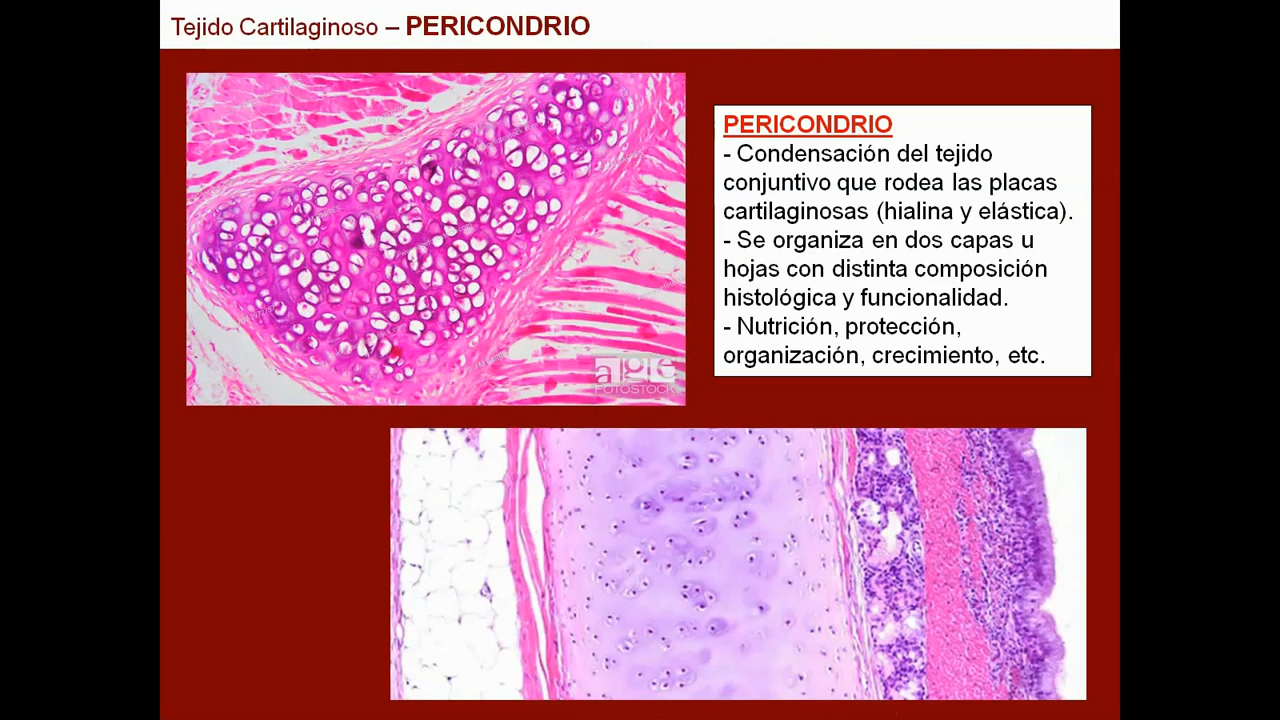 Tejido Cartilaginoso – PERICONDRIO
PERICONDRIO
- Condensación del tejido
conjuntivo que rodea las placas
cartilaginosas (hialina y elástica).
- Se organiza en dos capas u
hojas con distinta composición
histológica y funcionalidad.
- Nutrición, protección,
organización, crecimiento, etc.
age
FOTOSTOCK